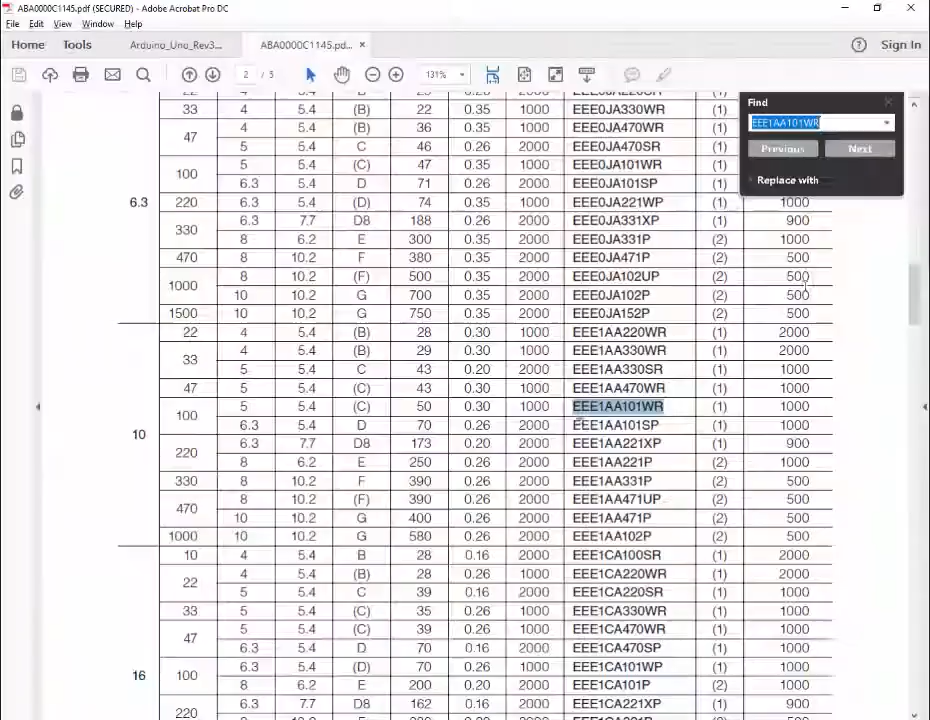 ABA0000C1145.pdf (SECURED) - Adobe Acrobat Pro DC
File Edit View Window Help
Home Tools Arduino_Uno_Rev3... ABA0000C1145.pd... × Sign In
2 / 5 131%
Find
EEE1AA101WR
Previous Next
Replace with
33 4 5.4 (B) 22 0.35 1000 EEE0JA330WR (1)
47 4 5.4 (B) 36 0.35 1000 EEE0JA470WR (1)
5 5.4 C 46 0.26 2000 EEE0JA470SR (1)
100 5 5.4 (C) 47 0.35 1000 EEE0JA101WR (1)
6.3 5.4 D 71 0.26 2000 EEE0JA101SP (1)
6.3 220 6.3 5.4 (D) 74 0.35 1000 EEE0JA221WP (1) 1000
330 6.3 7.7 D8 188 0.26 2000 EEE0JA331XP (1) 900
8 6.2 E 300 0.35 2000 EEE0JA331P (2) 1000
470 8 10.2 F 380 0.35 2000 EEE0JA471P (2) 500
1000 8 10.2 (F) 500 0.35 2000 EEE0JA102UP (2) 500
10 10.2 G 700 0.35 2000 EEE0JA102P (2) 500
1500 10 10.2 G 750 0.35 2000 EEE0JA152P (2) 500
22 4 5.4 (B) 28 0.30 1000 EEE1AA220WR (1) 2000
33 4 5.4 (B) 29 0.30 1000 EEE1AA330WR (1) 2000
5 5.4 C 43 0.20 2000 EEE1AA330SR (1) 1000
47 5 5.4 (C) 43 0.30 1000 EEE1AA470WR (1) 1000
100 5 5.4 (C) 50 0.30 1000 EEE1AA101WR (1) 1000
10 6.3 5.4 D 70 0.26 2000 EEE1AA101SP (1) 1000
220 6.3 7.7 D8 173 0.20 2000 EEE1AA221XP (1) 900
8 6.2 E 250 0.26 2000 EEE1AA221P (2) 1000
330 8 10.2 F 390 0.26 2000 EEE1AA331P (2) 500
470 8 10.2 (F) 390 0.26 2000 EEE1AA471UP (2) 500
10 10.2 G 400 0.26 2000 EEE1AA471P (2) 500
1000 10 10.2 G 580 0.26 2000 EEE1AA102P (2) 500
10 4 5.4 B 28 0.16 2000 EEE1CA100SR (1) 2000
22 4 5.4 (B) 28 0.26 1000 EEE1CA220WR (1) 2000
5 5.4 C 39 0.16 2000 EEE1CA220SR (1) 1000
33 5 5.4 (C) 35 0.26 1000 EEE1CA330WR (1) 1000
47 5 5.4 (C) 39 0.26 1000 EEE1CA470WR (1) 1000
6.3 5.4 D 70 0.16 2000 EEE1CA470SP (1) 1000
16 100 6.3 5.4 (D) 70 0.26 1000 EEE1CA101WP (1) 1000
8 6.2 E 200 0.20 2000 EEE1CA101P (2) 1000
220 6.3 7.7 D8 162 0.16 2000 EEE1CA221XP (1) 900